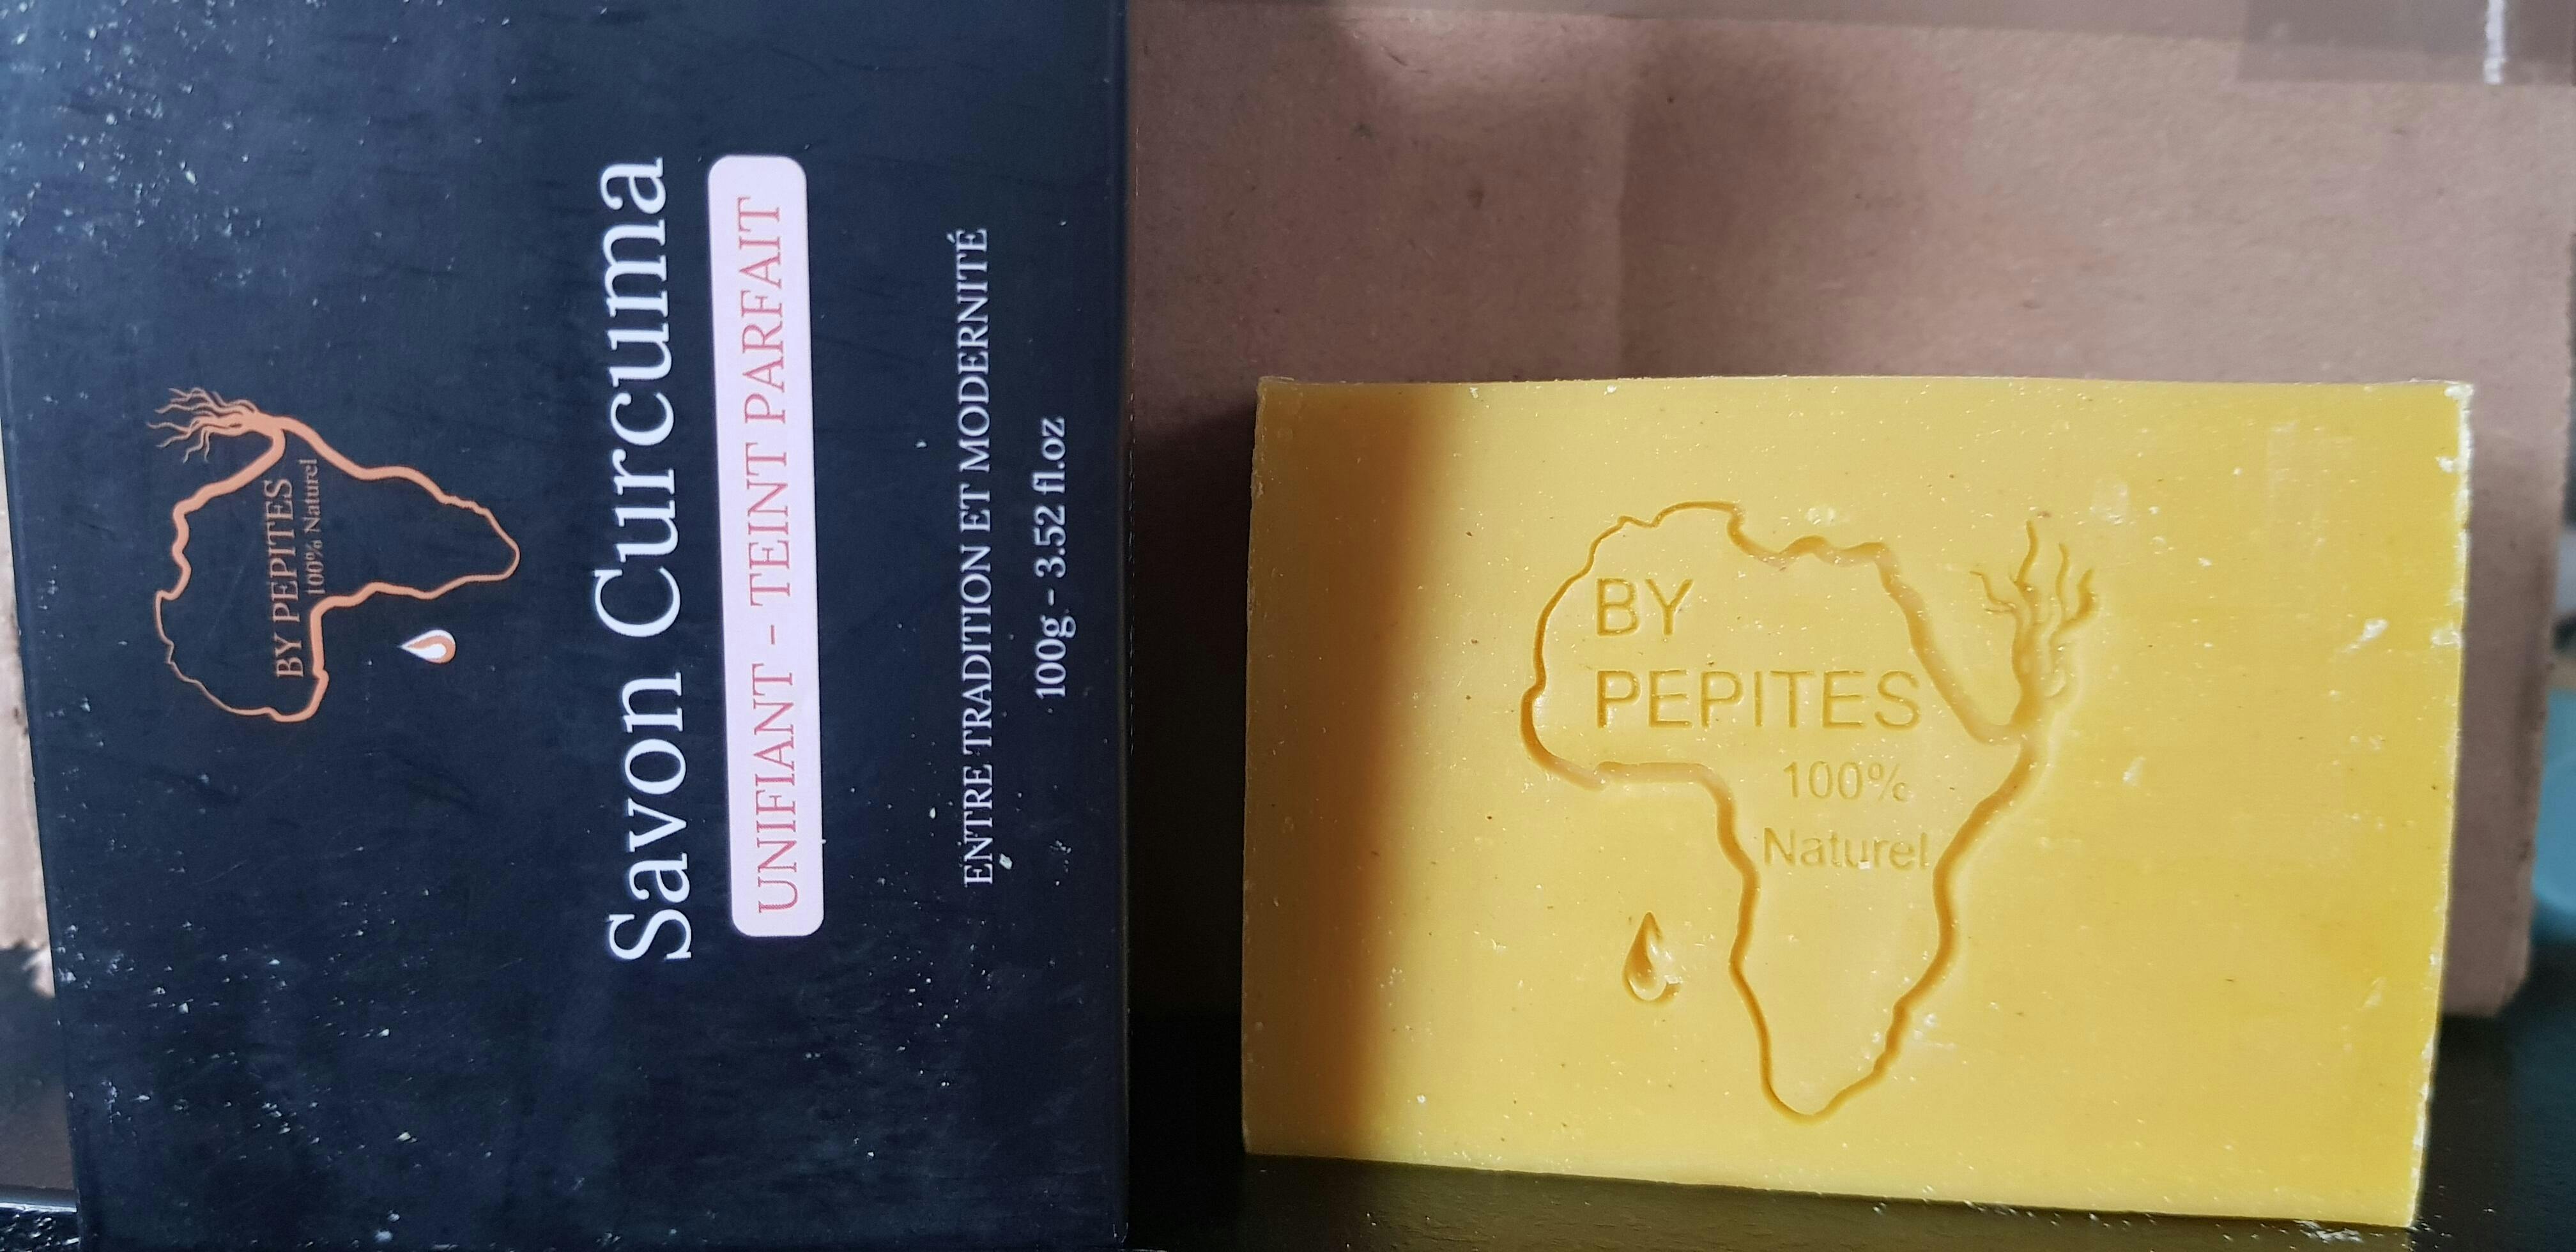 BY PEPITES
100% Naturel
Savon Curcuma
UNIFIANT - TEINT PARFAIT
ENTRE TRADITION ET MODERNITÉ
100g - 3.52 fl.oz
BY
PEPITES
100%
Naturel